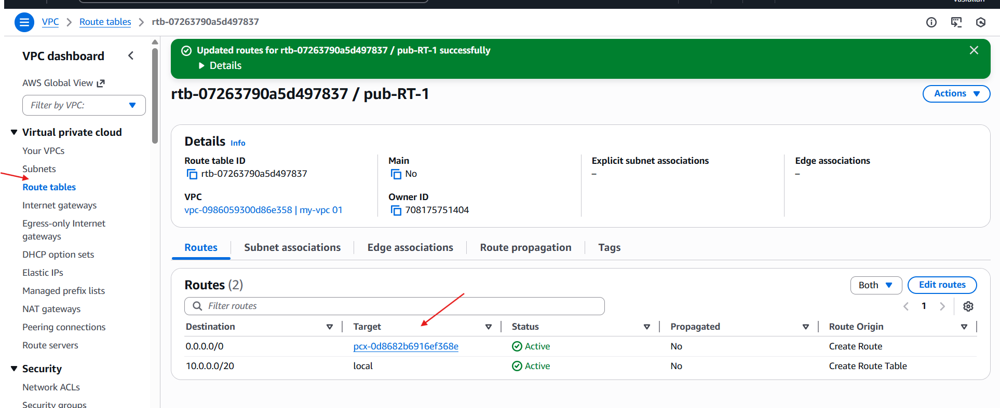 VPC > Route tables > rtb-07263790a5d497837
VPC dashboard
AWS Global View
Filter by VPC:
Virtual private cloud
Your VPCs
Subnets
Route tables
Internet gateways
Egress-only Internet
gateways
DHCP option sets
Elastic IPs
Managed prefix lists
NAT gateways
Peering connections
Route servers
Security
Network ACLs
Security groups
Updated routes for rtb-07263790a5d497837 / pub-RT-1 successfully
Details
rtb-07263790a5d497837 / pub-RT-1
Actions
Details Info
Route table ID
rtb-07263790a5d497837
Main
No
Explicit subnet associations
–
Edge associations
–
VPC
vpc-0986059300d86e358 | my-vpc 01
Owner ID
708175751404
Routes Subnet associations Edge associations Route propagation Tags
Routes (2)
Both Edit routes
Filter routes
1
Destination Target Status Propagated Route Origin
0.0.0.0/0 pcx-0d8682b6916ef368e Active No Create Route
10.0.0.0/20 local Active No Create Route Table